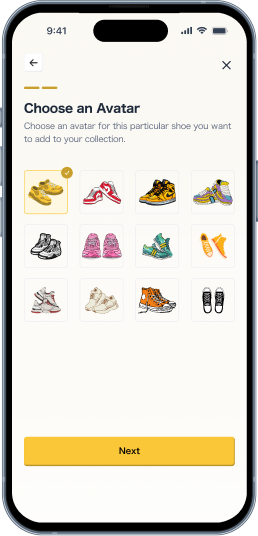 9:41
Choose an Avatar
Choose an avatar for this particular shoe you want
to add to your collection.
Next